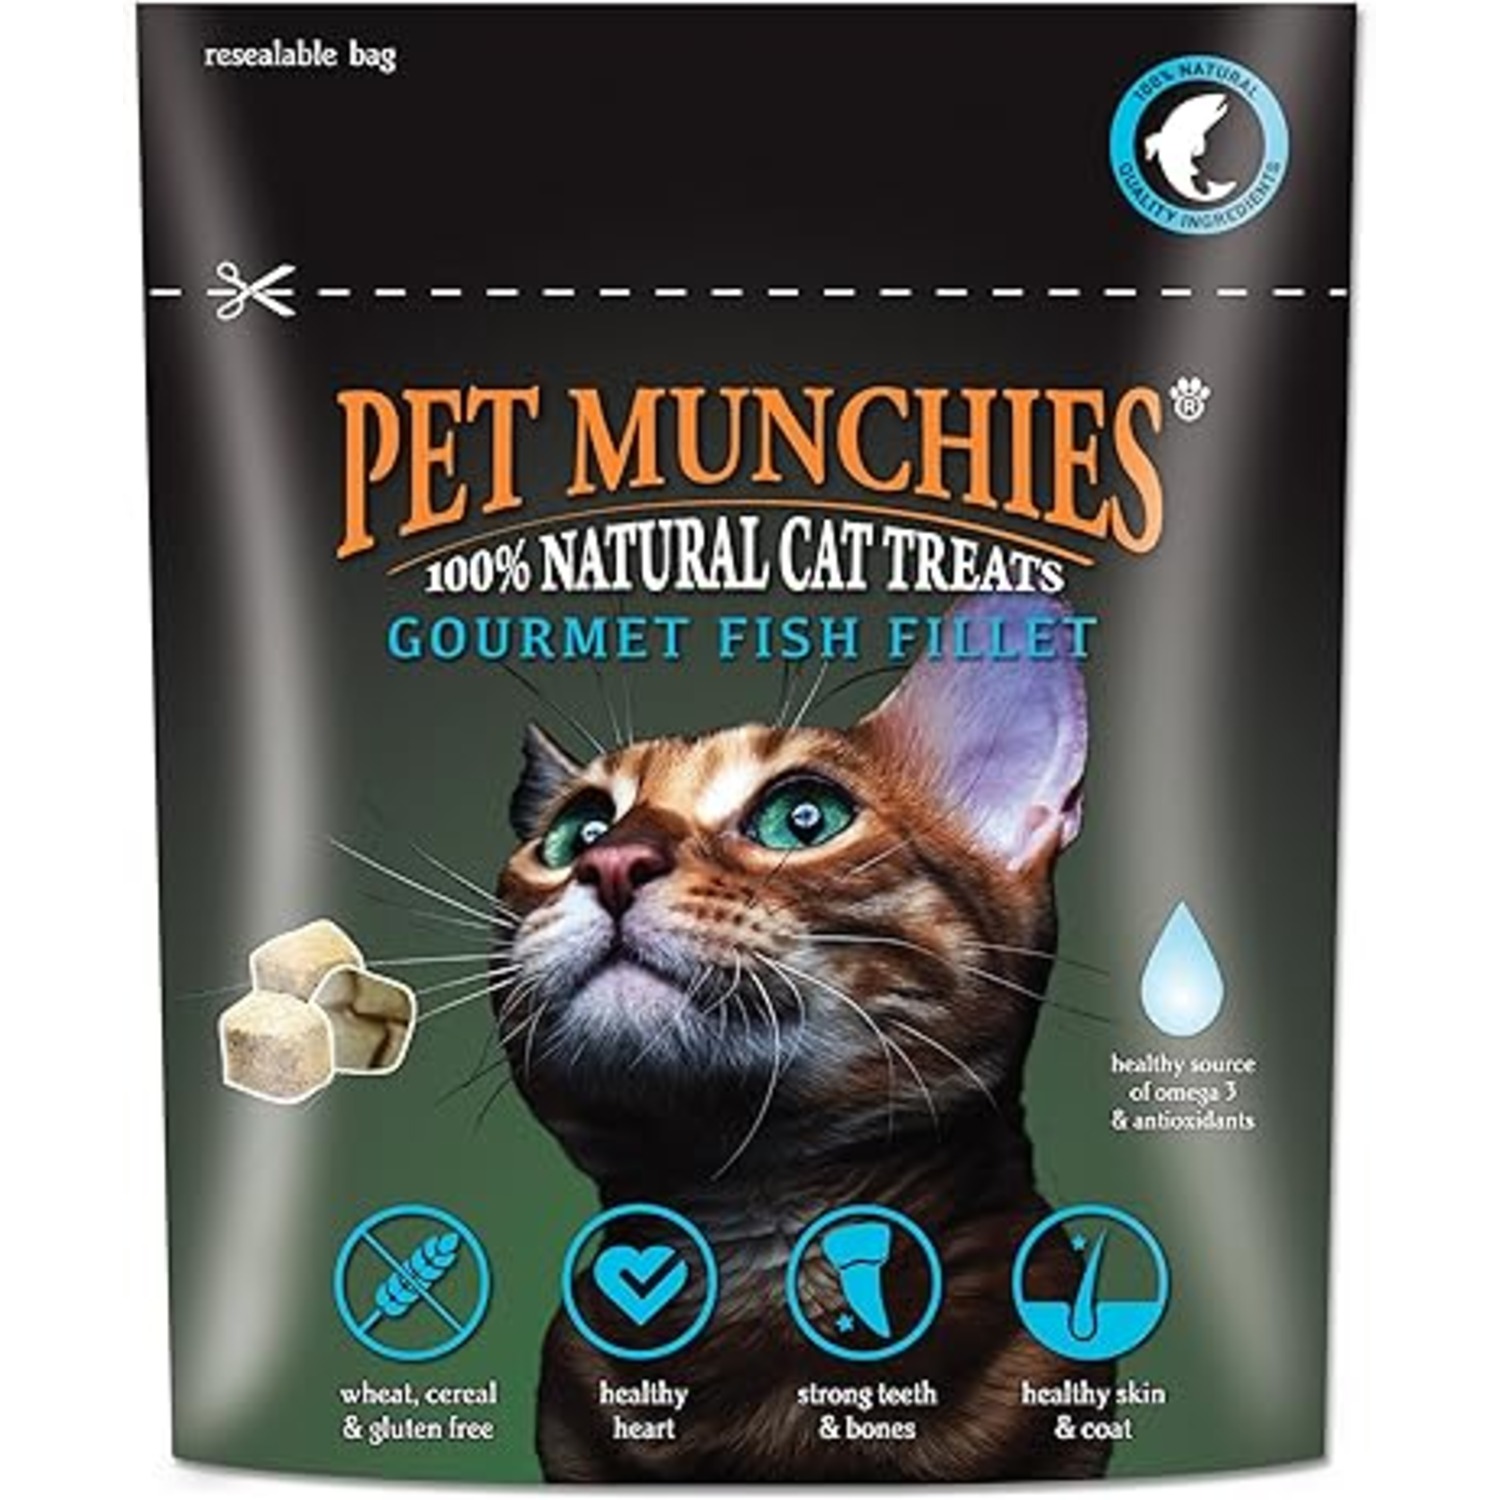 resealable bag
100% NATURAL
QUALITY INGREDIENTS
PET MUNCHIES®
100% NATURAL CAT TREATS
GOURMET FISH FILLET
healthy source
of omega 3
& antioxidants
wheat, cereal
& gluten free
healthy
heart
strong teeth
& bones
healthy skin
& coat